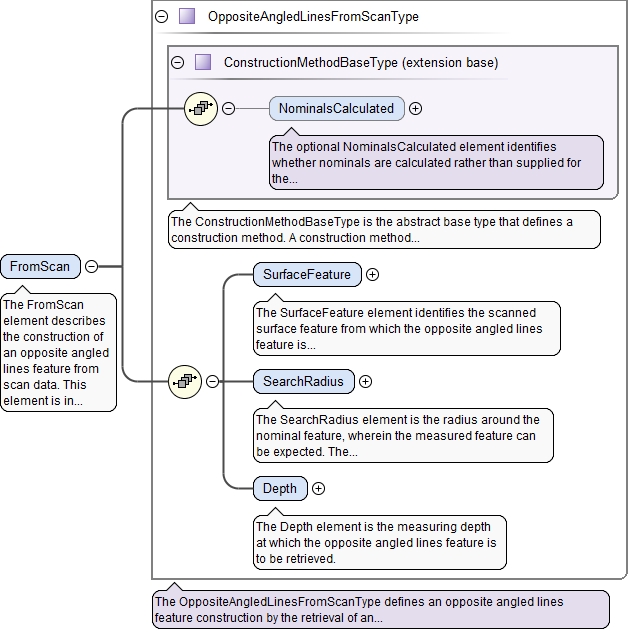 OppositeAngledLinesFromScanType
ConstructionMethodBaseType (extension base)
NominalsCalculated
The optional NominalsCalculated element identifies
whether nominals are calculated rather than supplied for
the...
The ConstructionMethodBaseType is the abstract base type that defines a
construction method. A construction method...
FromScan
The FromScan
element describes
the construction of
an opposite angled
lines feature from
scan data. This
element is in...
SurfaceFeature
The SurfaceFeature element identifies the scanned
surface feature from which the opposite angled lines
feature is...
SearchRadius
The SearchRadius element is the radius around the
nominal feature, wherein the measured feature can
be expected. The...
Depth
The Depth element is the measuring depth
at which the opposite angled lines feature is
to be retrieved.
The OppositeAngledLinesFromScanType defines an opposite angled lines
feature construction by the retrieval of an...